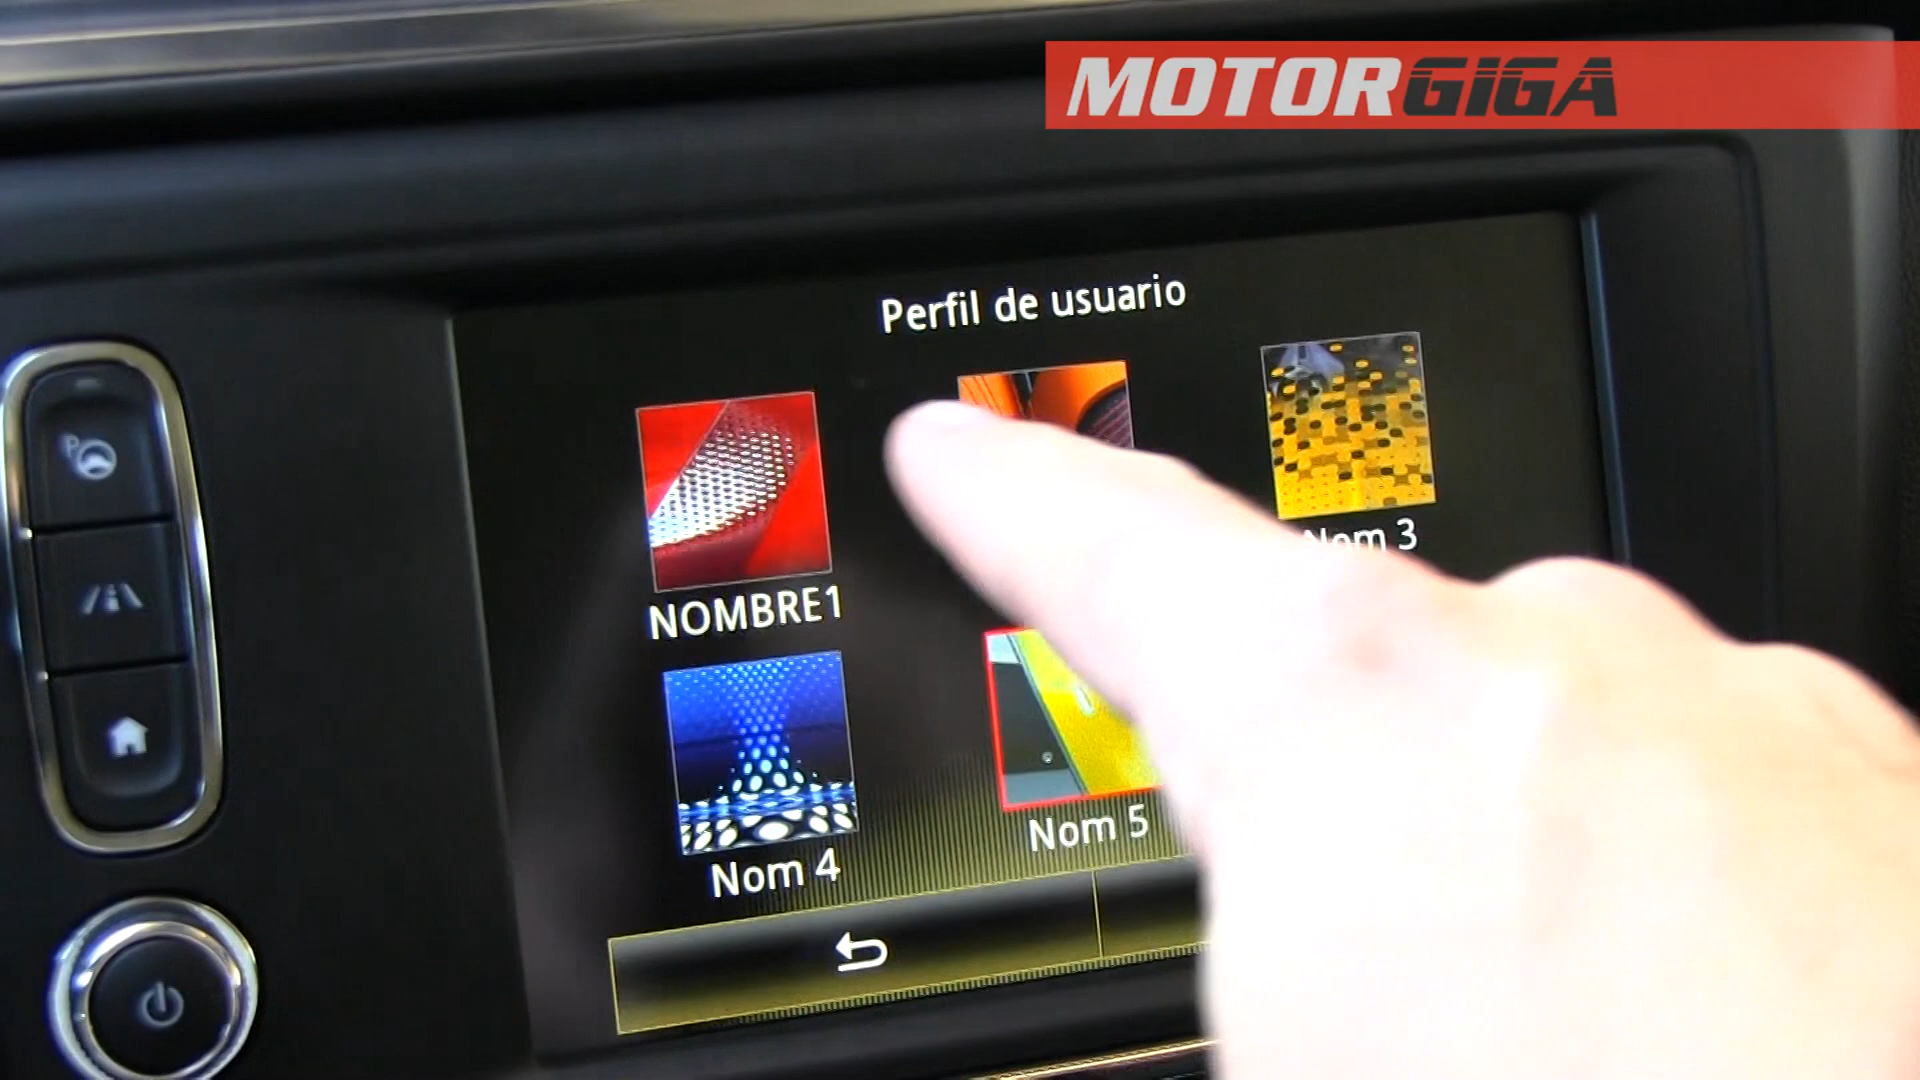 MOTORGIGA
Perfil de usuario
NOMBRE1
Nom 3
Nom 4
Nom 5